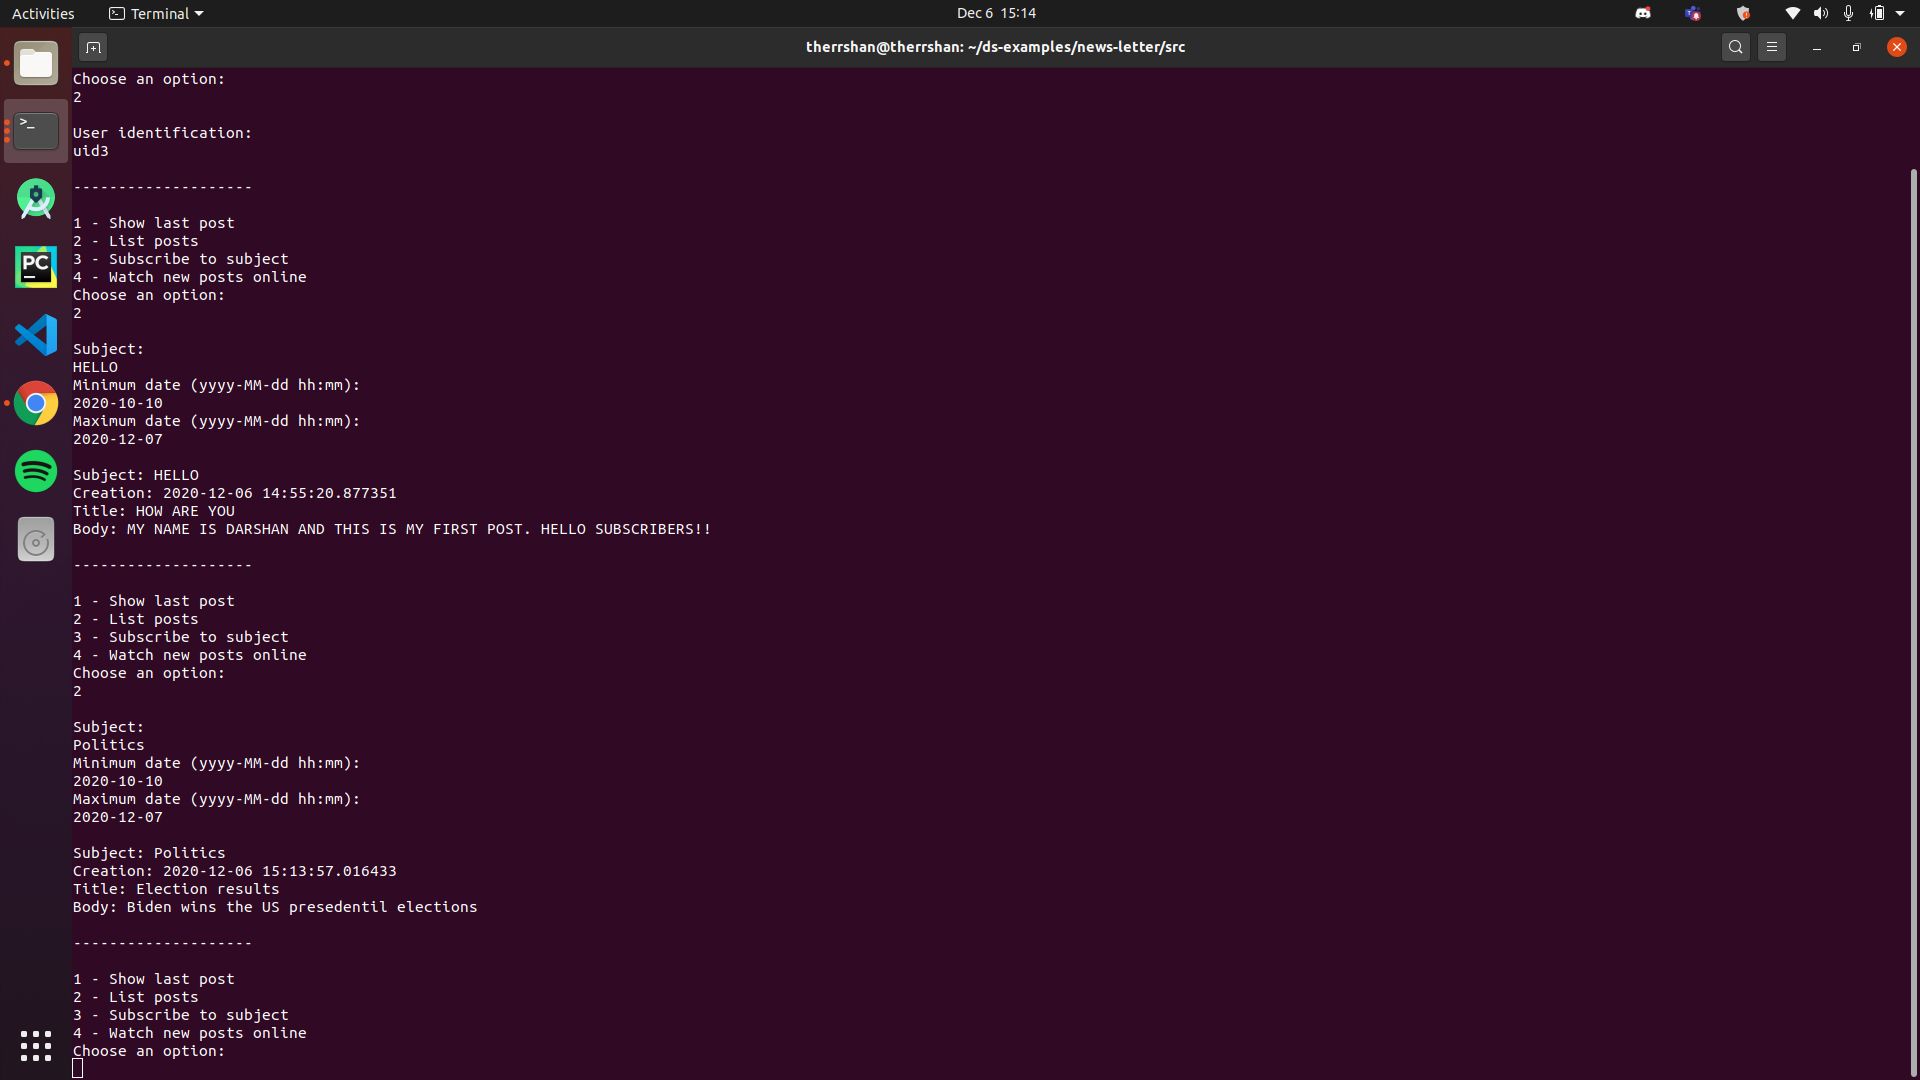 Activities
Terminal
Dec 6 15:14
therrshan@therrshan: ~/ds-examples/news-letter/src
Choose an option:
2
User identification:
uid3
--------------------
1 - Show last post
2 - List posts
3 - Subscribe to subject
4 - Watch new posts online
Choose an option:
2
Subject:
HELLO
Minimum date (yyyy-MM-dd hh:mm):
2020-10-10
Maximum date (yyyy-MM-dd hh:mm):
2020-12-07
Subject: HELLO
Creation: 2020-12-06 14:55:20.877351
Title: HOW ARE YOU
Body: MY NAME IS DARSHAN AND THIS IS MY FIRST POST. HELLO SUBSCRIBERS!!
--------------------
1 - Show last post
2 - List posts
3 - Subscribe to subject
4 - Watch new posts online
Choose an option:
2
Subject:
Politics
Minimum date (yyyy-MM-dd hh:mm):
2020-10-10
Maximum date (yyyy-MM-dd hh:mm):
2020-12-07
Subject: Politics
Creation: 2020-12-06 15:13:57.016433
Title: Election results
Body: Biden wins the US presedentil elections
--------------------
1 - Show last post
2 - List posts
3 - Subscribe to subject
4 - Watch new posts online
Choose an option:
>_
PC